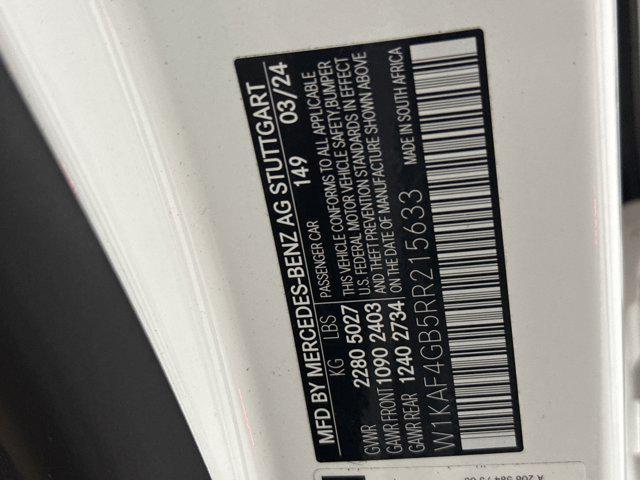 MFD BY MERCEDES-BENZ AG STUTTGART
149 03/24
KG LBS PASSENGER CAR
THIS VEHICLE CONFORMS TO ALL APPLICABLE
U.S. FEDERAL MOTOR VEHICLE SAFETY,BUMPER
AND THEFT PREVENTION STANDARDS IN EFFECT
ON THE DATE OF MANUFACTURE SHOWN ABOVE
GVWR 2280 5027
GAWR FRONT 1090 2403
GAWR REAR 1240 2734
MADE IN SOUTH AFRICA
W1KAF4GB5RR215633